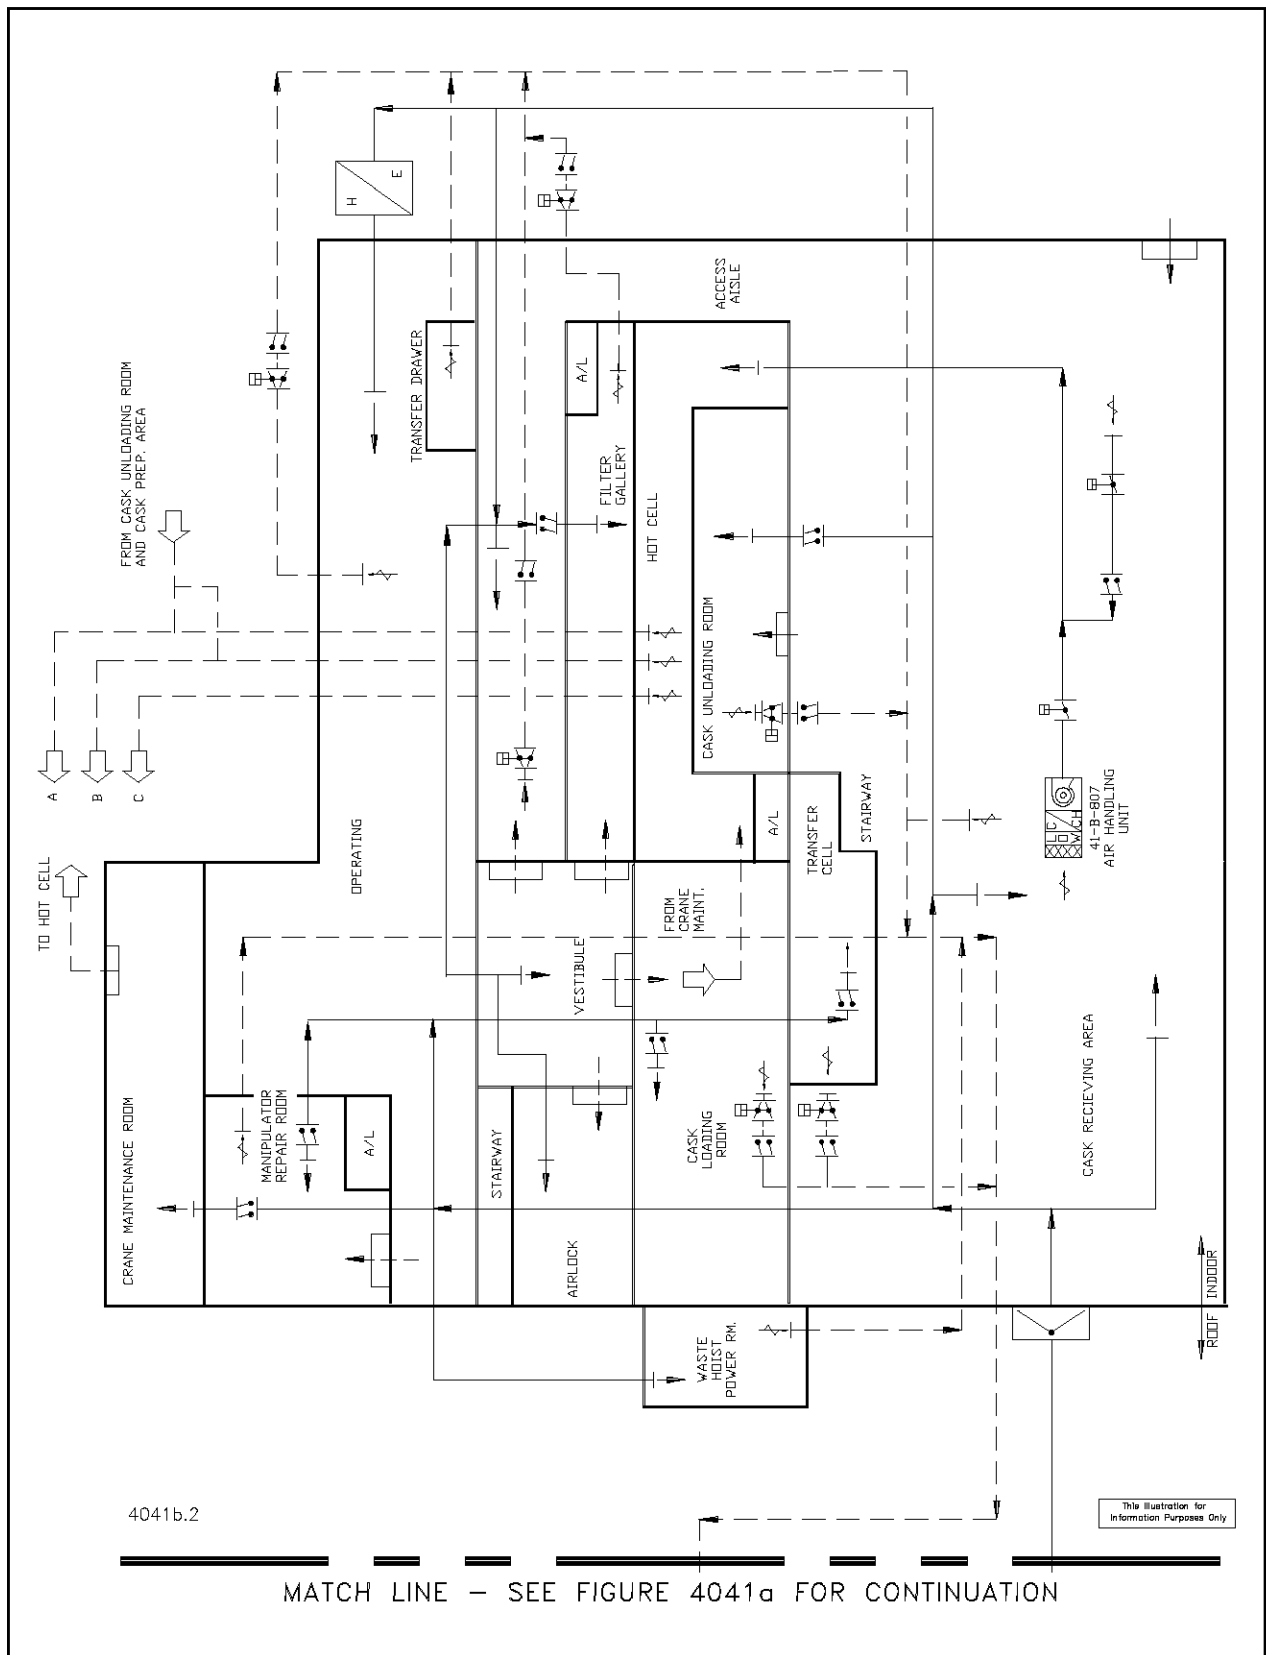 FROM CASK UNLOADING ROOM
AND CASK PREP. AREA
H
E
ACCESS
AISLE
TRANSFER DRAWER
A/L
FILTER
GALLERY
HOT CELL
CASK UNLOADING ROOM
A
B
C
TO HOT CELL
OPERATING
A/L
TRANSFER
CELL
STAIRWAY
41-B-807
AIR HANDLING
UNIT
FROM
CRANE
MAINT.
VESTIBULE
CRANE MAINTENANCE ROOM
MANIPULATOR
REPAIR ROOM
A/L
STAIRWAY
CASK
LOADING
ROOM
CASK RECIEVING AREA
AIRLOCK
ROOF
INDOOR
WASTE
HOIST
POWER RM.
4041b.2
This Illustration for
Information Purposes Only
MATCH LINE – SEE FIGURE 4041a FOR CONTINUATION